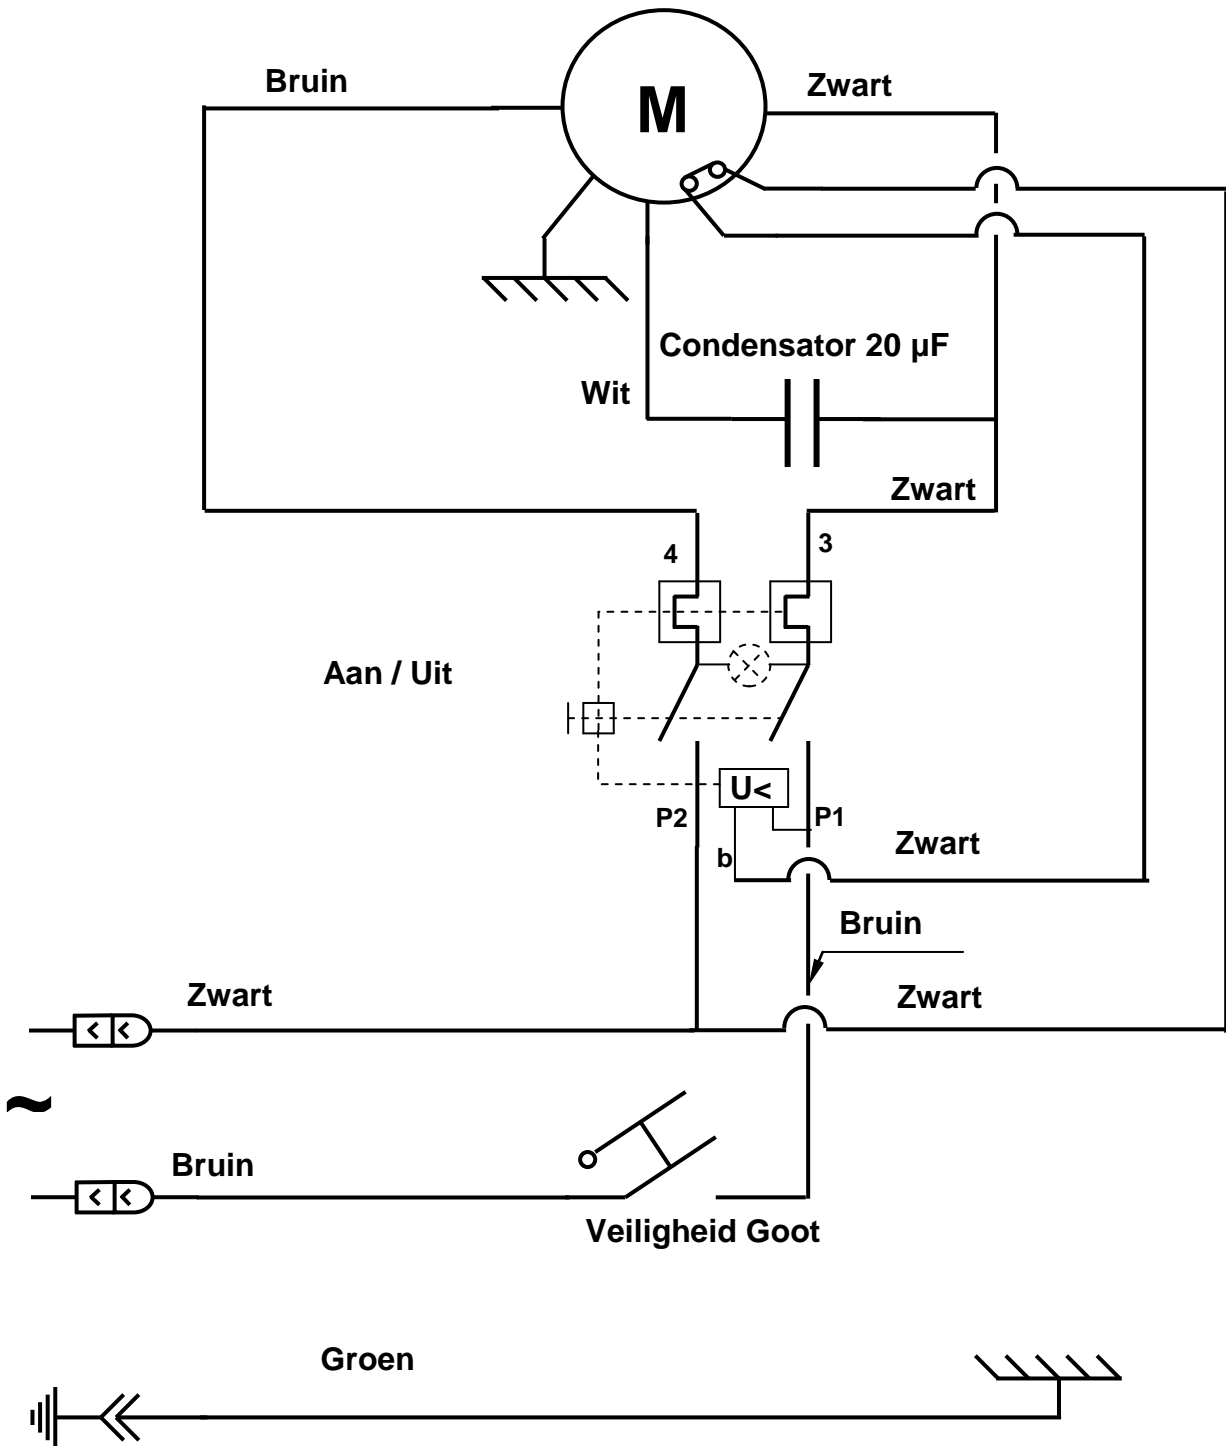 Bruin
Zwart
M
Condensator 20 µF
Wit
Zwart
4
3
Aan / Uit
U<
P2
P1
b
Zwart
Bruin
Zwart
Zwart
~
Bruin
Veiligheid Goot
Groen